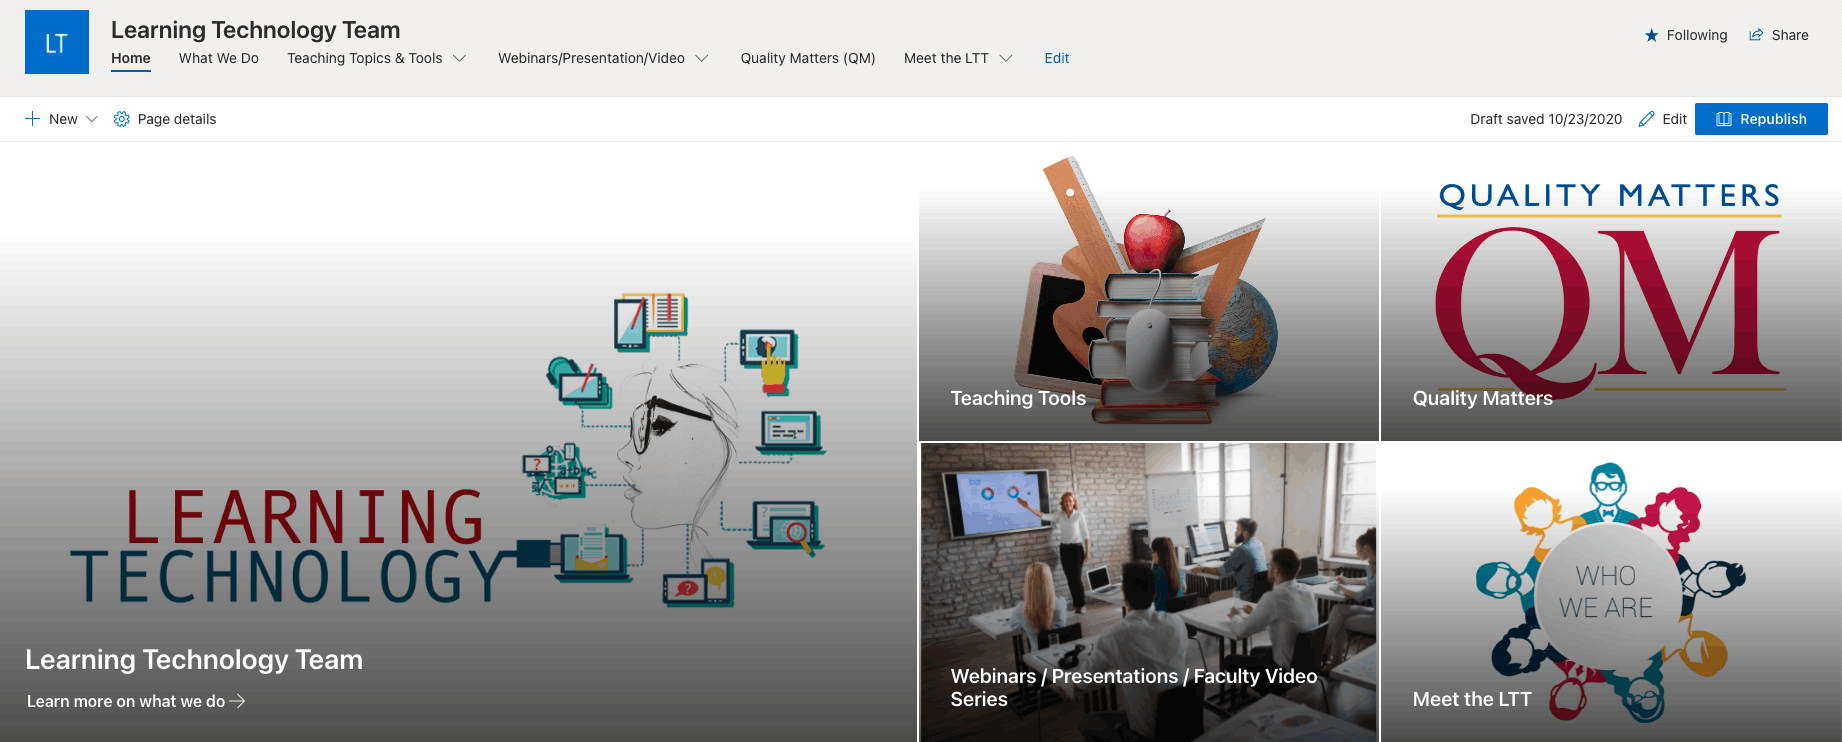 LT
Learning Technology Team
Home What We Do Teaching Topics & Tools Webinars/Presentation/Video Quality Matters (QM) Meet the LTT Edit
Following Share
New Page details
Draft saved 10/23/2020 Edit Republish
LEARNING
TECHNOLOGY
Learning Technology Team
Learn more on what we do
Teaching Tools
QUALITY MATTERS
QM
Quality Matters
Webinars / Presentations / Faculty Video
Series
WHO
WE ARE
Meet the LTT